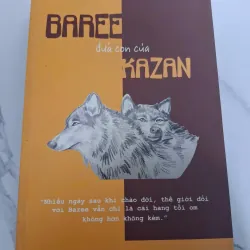 BAREE
đứa con của
KAZAN
"Nhiều ngày sau khi chào đời, thế giới đối
với Baree vẫn chỉ là cái hang tối om
không hơn không kém."